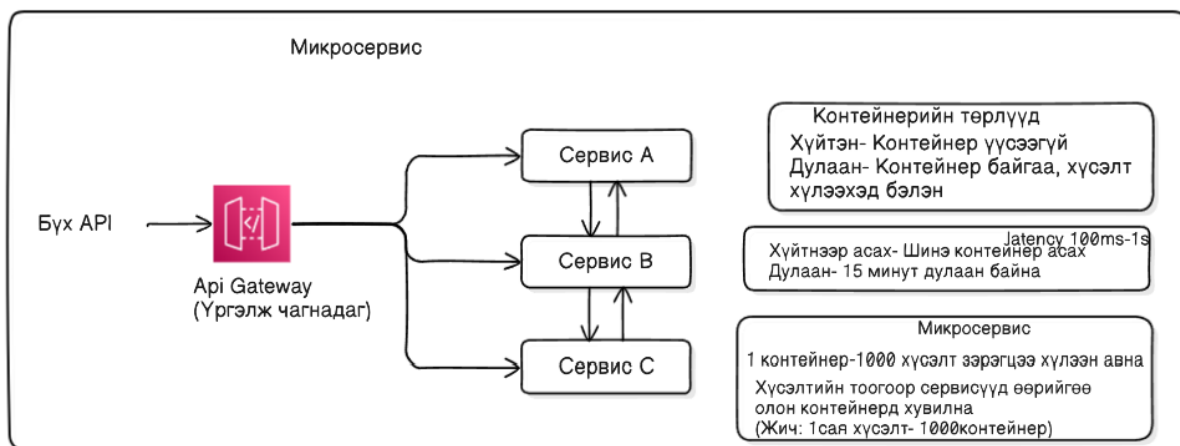 Микросервис
Бүх API
Api Gateway
(Үргэлж чагнадаг)
Сервис А
Сервис В
Сервис С
Контейнерийн төрлүүд
Хүйтэн- Контейнер үүсээгүй
Дулаан- Контейнер байгаа, хүсэлт
хүлээхэд бэлэн
latency 100ms-1s
Хүйтнээр асах- Шинэ контейнер асах
Дулаан- 15 минут дулаан байна
Микросервис
1 контейнер-1000 хүсэлт зэрэгцээ хүлээн авна
Хүсэлтийн тоогоор сервисүүд өөрийгөө
олон контейнерд хувилна
(Жич: 1сая хүсэлт- 1000контейнер)